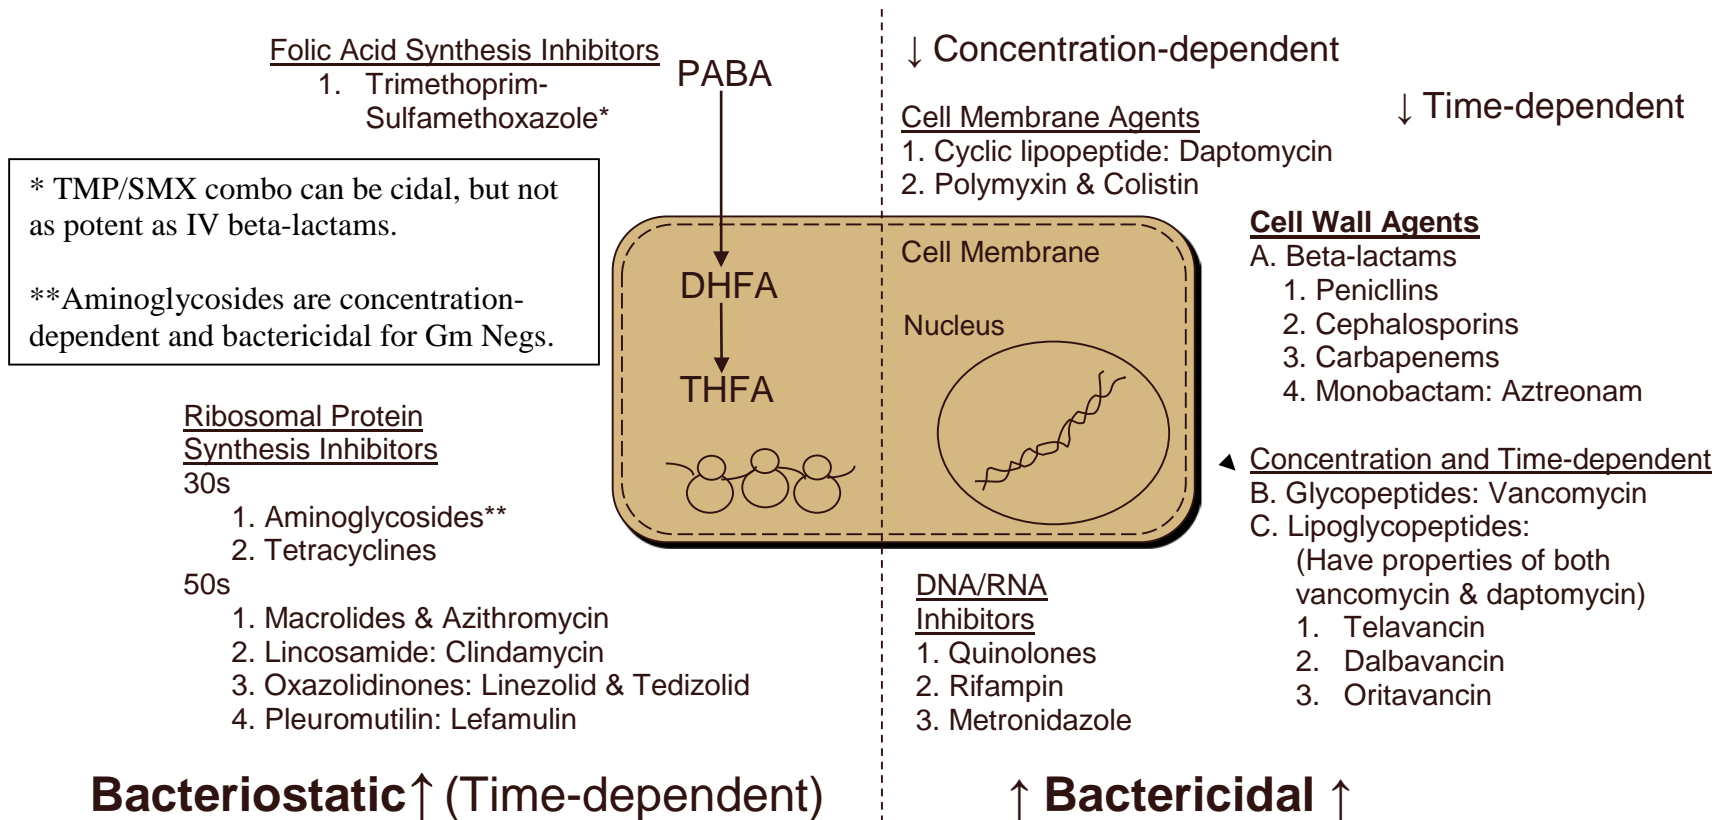 Folic Acid Synthesis Inhibitors
1. Trimethoprim-
Sulfamethoxazole*
PABA
* TMP/SMX combo can be cidal, but not
as potent as IV beta-lactams.
**Aminoglycosides are concentration-
dependent and bactericidal for Gm Negs.
DHFA
THFA
Ribosomal Protein
Synthesis Inhibitors
30s
1. Aminoglycosides**
2. Tetracyclines
50s
1. Macrolides & Azithromycin
2. Lincosamide: Clindamycin
3. Oxazolidinones: Linezolid & Tedizolid
4. Pleuromutilin: Lefamulin
Bacteriostatic↑ (Time-dependent)
↓ Concentration-dependent
Cell Membrane Agents
1. Cyclic lipopeptide: Daptomycin
2. Polymyxin & Colistin
Cell Membrane
Nucleus
DNA/RNA
Inhibitors
1. Quinolones
2. Rifampin
3. Metronidazole
↓ Time-dependent
Cell Wall Agents
A. Beta-lactams
1. Penicllins
2. Cephalosporins
3. Carbapenems
4. Monobactam: Aztreonam
Concentration and Time-dependent
B. Glycopeptides: Vancomycin
C. Lipoglycopeptides:
(Have properties of both
vancomycin & daptomycin)
1. Telavancin
2. Dalbavancin
3. Oritavancin
↑ Bactericidal ↑